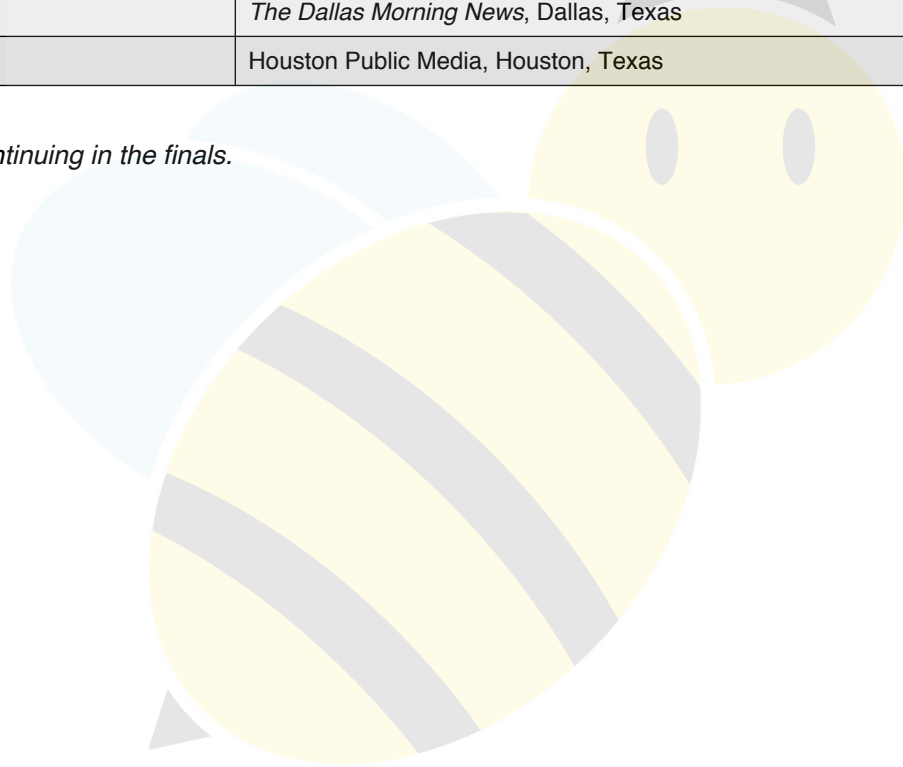 The Dallas Morning News, Dallas, Texas
Houston Public Media, Houston, Texas
ntinuing in the finals.